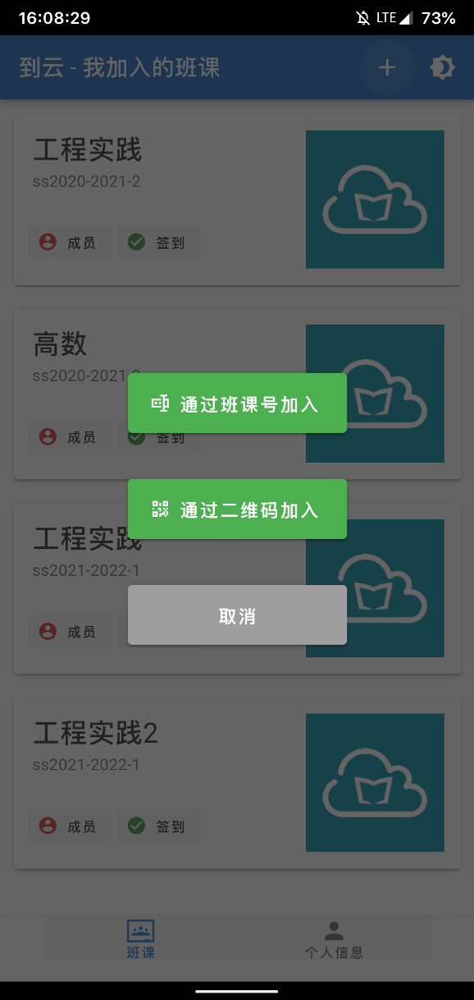 16:08:29
LTE
73%
到云 - 我加入的班课
工程实践
ss2020-2021-2
成员
签到
高数
ss2020-2021-2
通过班课号加入
成员
签到
通过二维码加入
工程实践
ss2021-2022-1
取消
成员
工程实践2
ss2021-2022-1
成员
签到
班课
个人信息